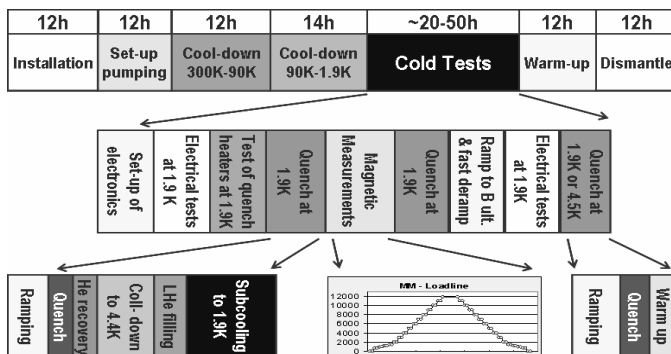 12h 12h 12h 14h ~20-50h 12h 12h
Installation
Set-up
pumping
Cool-down
300K-90K
Cool-down
90K-1.9K
Cold Tests
Warm-up
Dismantle
Set-up of
electronics
Electrical tests
at 1.9 K
Test of quench
heaters at 1.9K
Quench at
1.9K
Magnetic
Measurements
Quench at
1.9K
Ramp to B ult.
& fast deramp
Electrical tests
at 1.9K
Quench at
1.9K or 4.5K
Ramping
Quench
He recovery
Coll- down
to 4.4K
LHe filling
Subcooling
to 1.9K
MM - Loadline
12000
10000
8000
6000
4000
2000
0
Ramping
Quench
Warm up